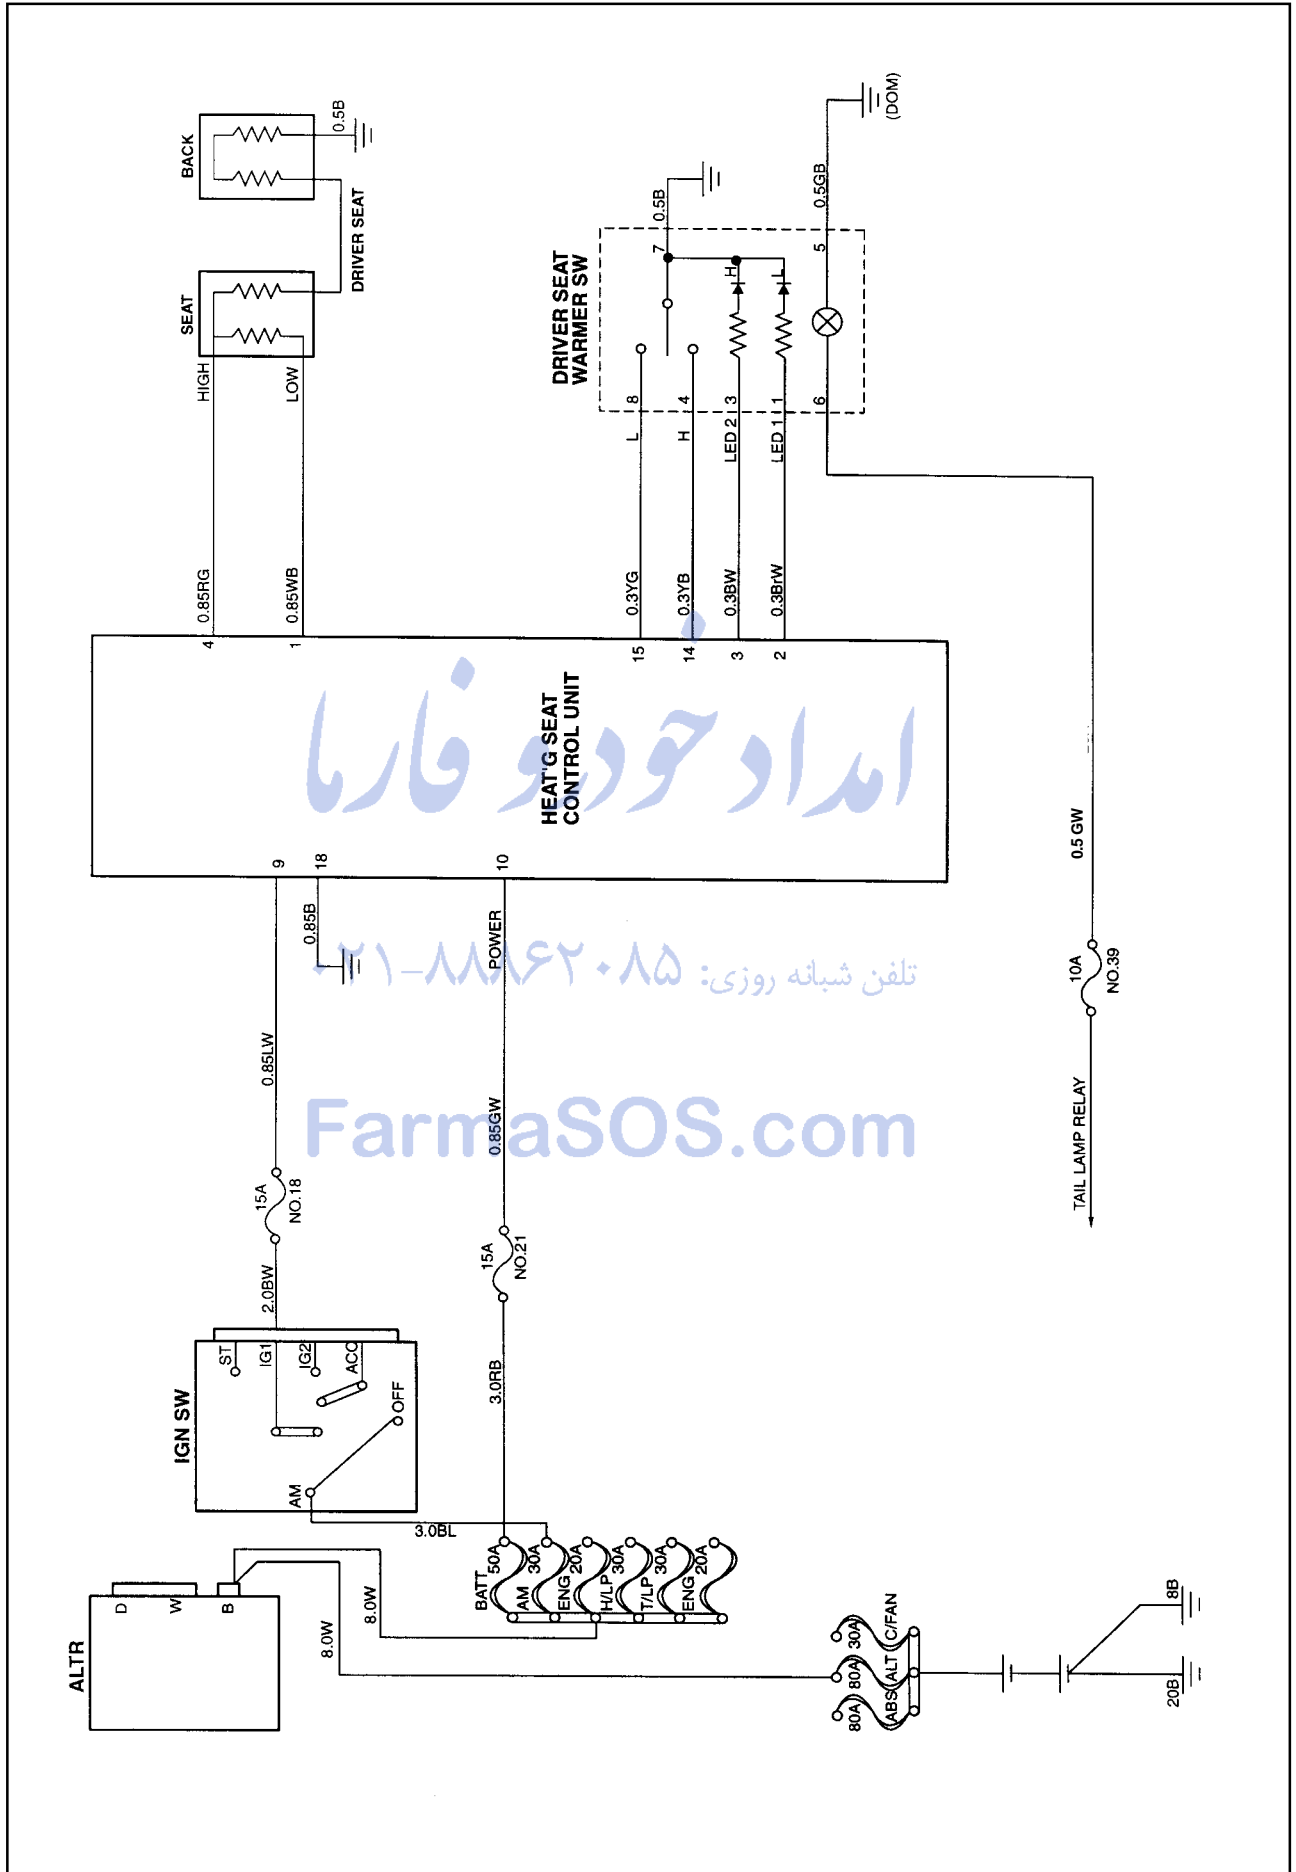 ALTR
D
W
B
8.0W
8.0W
IGN SW
AM
ST
IG1
IG2
ACC
OFF
3.0BL
BATT
50A
AM
30A
ENG
20A
H/LP
30A
T/LP
30A
ENG
20A
80A
ABS
80A
ALT
30A
C/FAN
20B
8B
2.0BW
15A
NO.18
0.85LW
3.0RB
15A
NO.21
0.85GW
POWER
0.85B
9
18
10
HEAT'G SEAT
CONTROL UNIT
4
1
15
14
3
2
0.85RG
0.85WB
HIGH
LOW
SEAT
BACK
DRIVER SEAT
0.5B
0.3YG
0.3YB
0.3BW
0.3BrW
L
H
LED 2
LED 1
8
4
3
1
6
DRIVER SEAT
WARMER SW
7
H
L
5
0.5B
0.5GB
(DOM)
TAIL LAMP RELAY
10A
NO.39
0.5 GW
امداد خودرو فارما
تلفن شبانه روزی: ۰۲۱-۸۸۸۶۲۰۸۵
FarmaSOS.com